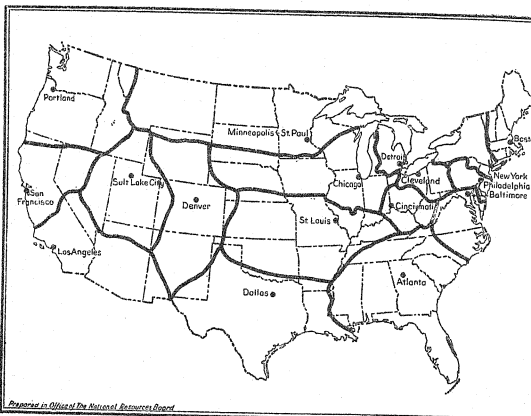 Portland
Minneapolis St. Paul
Detroit
Bost
Chicago
Cleveland
New York
Philadelphia
Baltimore
San Francisco
Salt Lake City
Denver
St Louis
Cincinnati
Los Angeles
Dallas
Atlanta
Prepared in Office of The National Resources Board